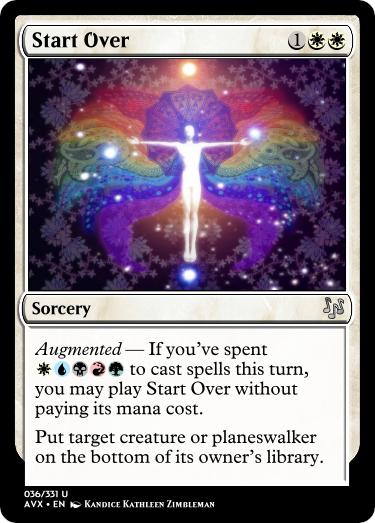 Start Over 1
Sorcery
Augmented — If you've spent
to cast spells this turn,
you may play Start Over without
paying its mana cost.
Put target creature or planeswalker
on the bottom of its owner's library.
036/331 U
AVX • EN Kandice Kathleen Zimbleman